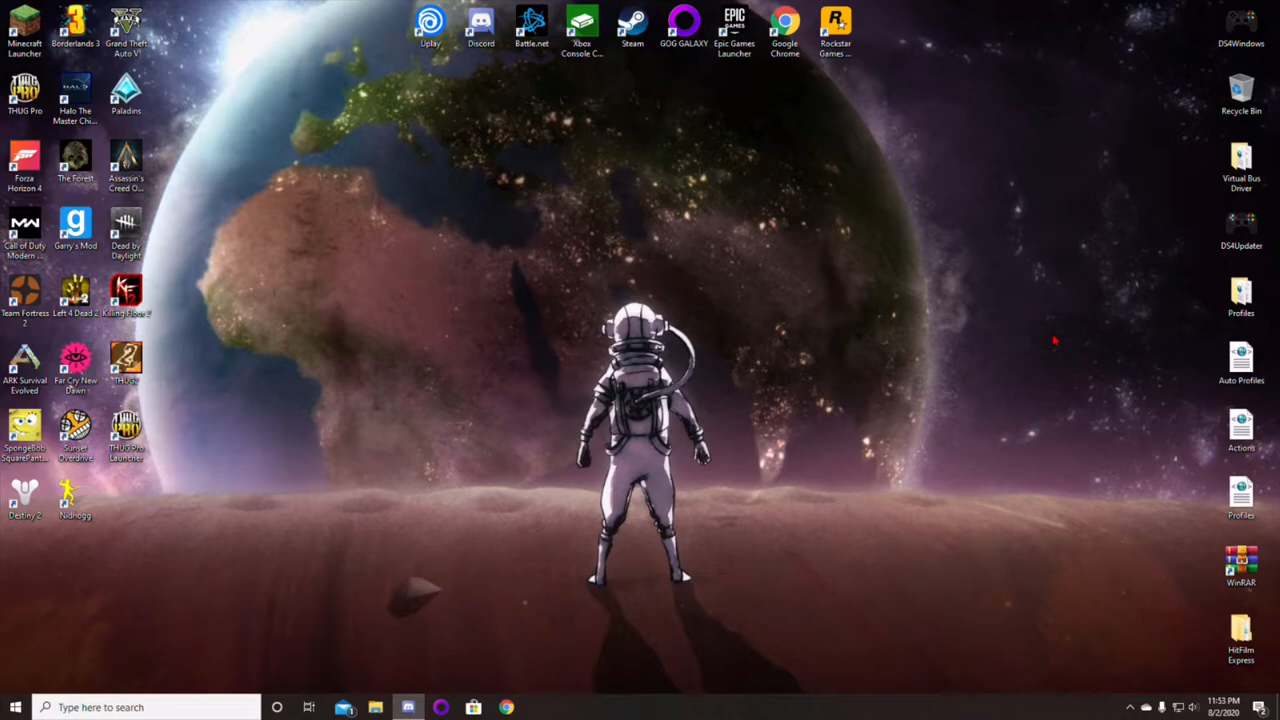 Minecraft
Launcher
Borderlands 3
Grand Theft
Auto V
Uplay
Discord
Battle.net
Xbox
Console C...
Steam
GOG GALAXY
Epic Games
Launcher
Google
Chrome
Rockstar
Games ...
DS4Windows
THUG Pro
Halo The
Master Chi...
Paladins
Recycle Bin
Forza
Horizon 4
The Forest
Assassin's
Creed O...
Virtual Bus
Driver
Call of Duty
Modern ...
Garry's Mod
Dead by
Daylight
DS4Updater
Team Fortress
2
Left 4 Dead 2
Killing Floor 2
Profiles
ARK Survival
Evolved
Far Cry New
Dawn
THUG2
Auto Profiles
SpongeBob
SquarePant...
Sunset
Overdrive
THUG Pro
Launcher
Actions
Destiny 2
Nidhogg
Profiles
WinRAR
HitFilm
Express
Type here to search
11:53 PM
8/2/2020